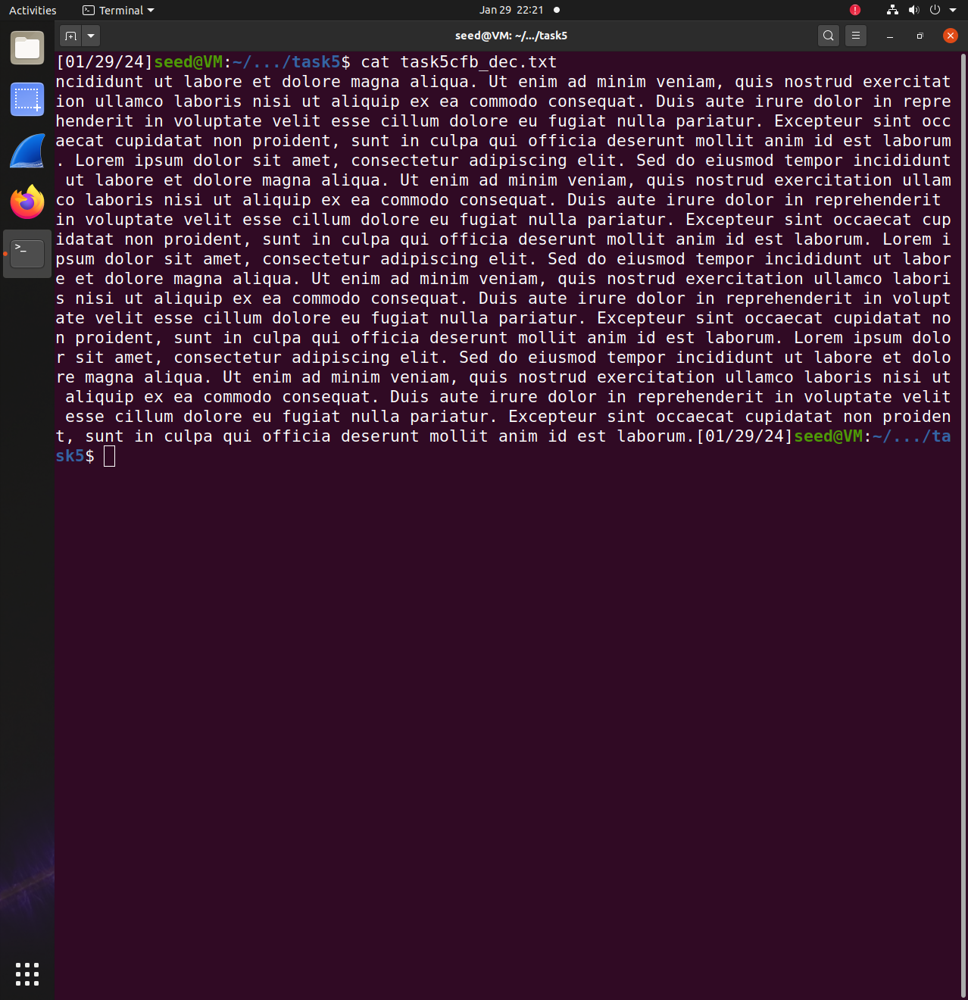 Activities Terminal Jan 29 22:21
seed@VM: ~/.../task5
[01/29/24]seed@VM:~/.../task5$ cat task5cfb_dec.txt
ncididunt ut labore et dolore magna aliqua. Ut enim ad minim veniam, quis nostrud exercitat
ion ullamco laboris nisi ut aliquip ex ea commodo consequat. Duis aute irure dolor in repre
henderit in voluptate velit esse cillum dolore eu fugiat nulla pariatur. Excepteur sint occ
aecat cupidatat non proident, sunt in culpa qui officia deserunt mollit anim id est laborum
. Lorem ipsum dolor sit amet, consectetur adipiscing elit. Sed do eiusmod tempor incididunt
 ut labore et dolore magna aliqua. Ut enim ad minim veniam, quis nostrud exercitation ullam
co laboris nisi ut aliquip ex ea commodo consequat. Duis aute irure dolor in reprehenderit
in voluptate velit esse cillum dolore eu fugiat nulla pariatur. Excepteur sint occaecat cup
idatat non proident, sunt in culpa qui officia deserunt mollit anim id est laborum. Lorem i
psum dolor sit amet, consectetur adipiscing elit. Sed do eiusmod tempor incididunt ut labor
e et dolore magna aliqua. Ut enim ad minim veniam, quis nostrud exercitation ullamco labori
s nisi ut aliquip ex ea commodo consequat. Duis aute irure dolor in reprehenderit in volupt
ate velit esse cillum dolore eu fugiat nulla pariatur. Excepteur sint occaecat cupidatat no
n proident, sunt in culpa qui officia deserunt mollit anim id est laborum. Lorem ipsum dolo
r sit amet, consectetur adipiscing elit. Sed do eiusmod tempor incididunt ut labore et dolo
re magna aliqua. Ut enim ad minim veniam, quis nostrud exercitation ullamco laboris nisi ut
 aliquip ex ea commodo consequat. Duis aute irure dolor in reprehenderit in voluptate velit
 esse cillum dolore eu fugiat nulla pariatur. Excepteur sint occaecat cupidatat non proiden
t, sunt in culpa qui officia deserunt mollit anim id est laborum.[01/29/24]seed@VM:~/.../ta
sk5$